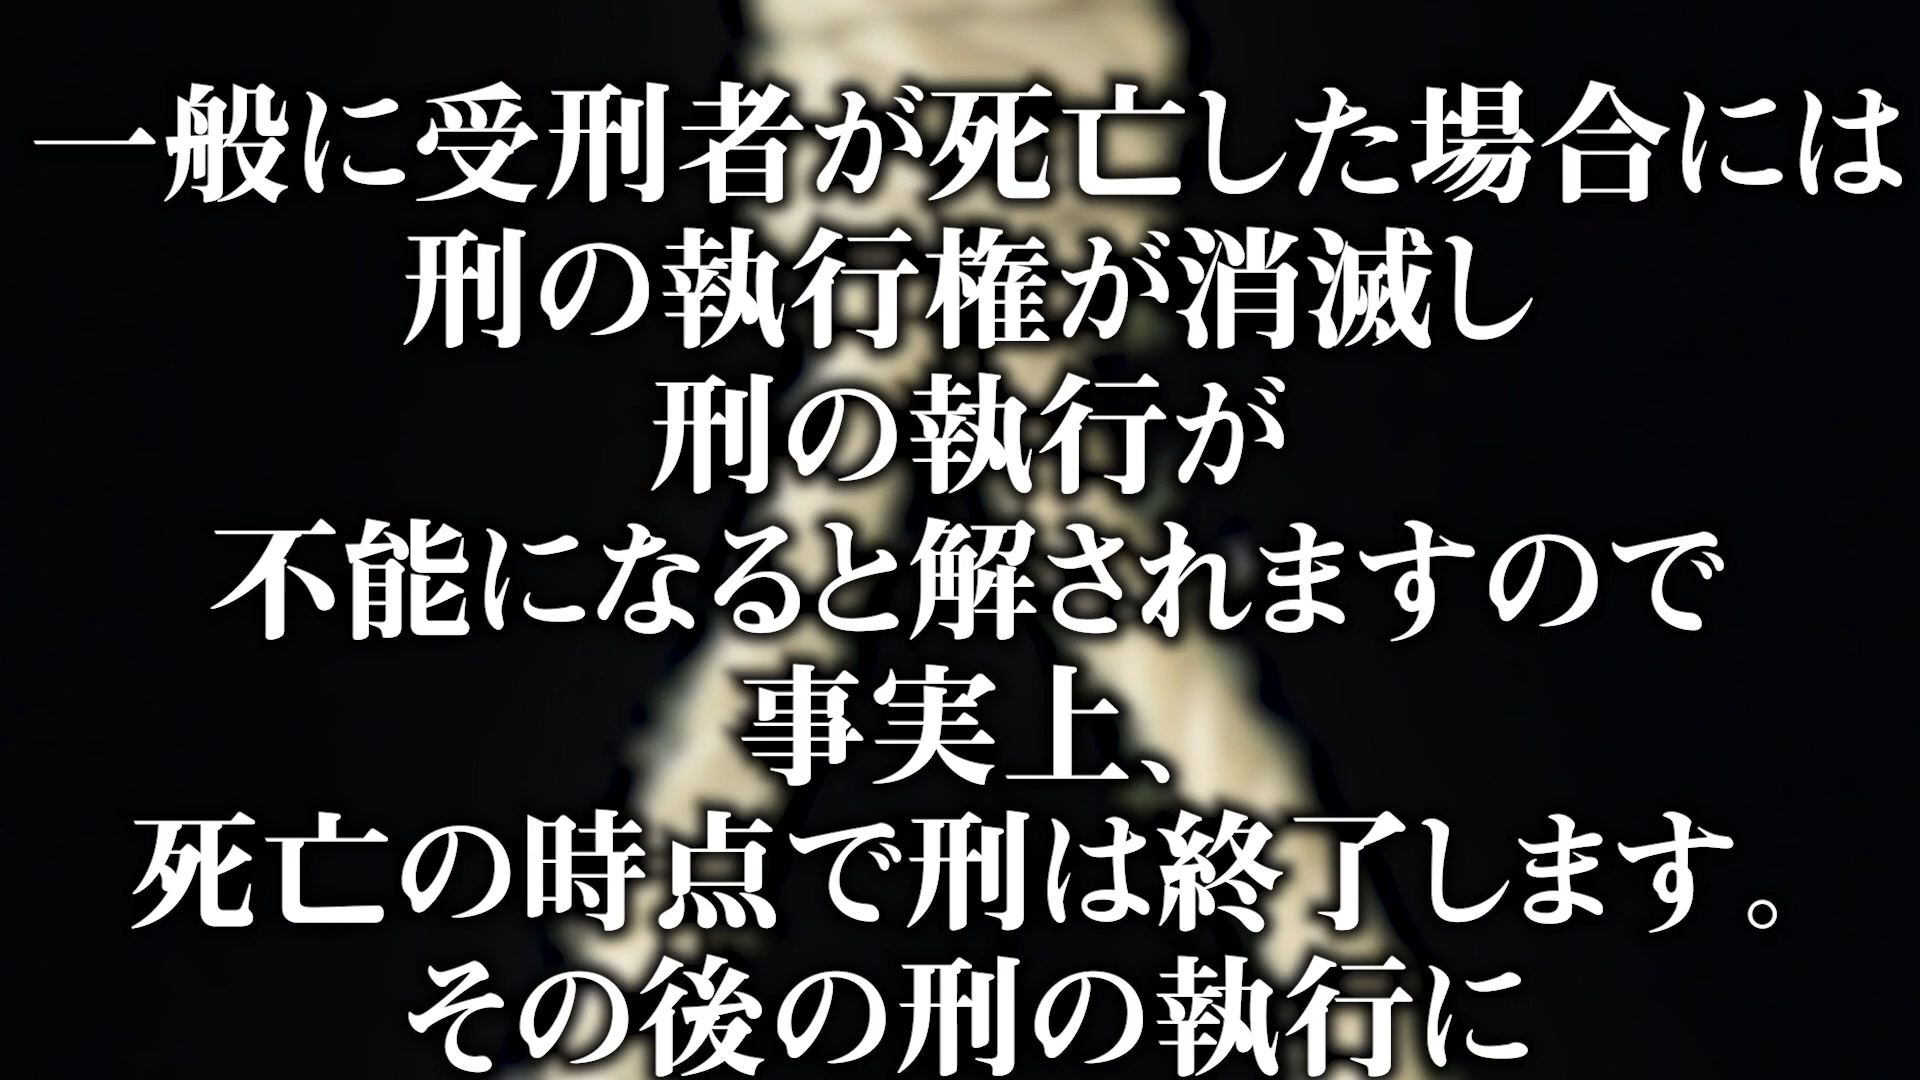 一般に受刑者が死亡した場合には
刑の執行権が消滅し
刑の執行が
不能になると解されますので
事実上、
死亡の時点で刑は終了します。
その後の刑の執行に